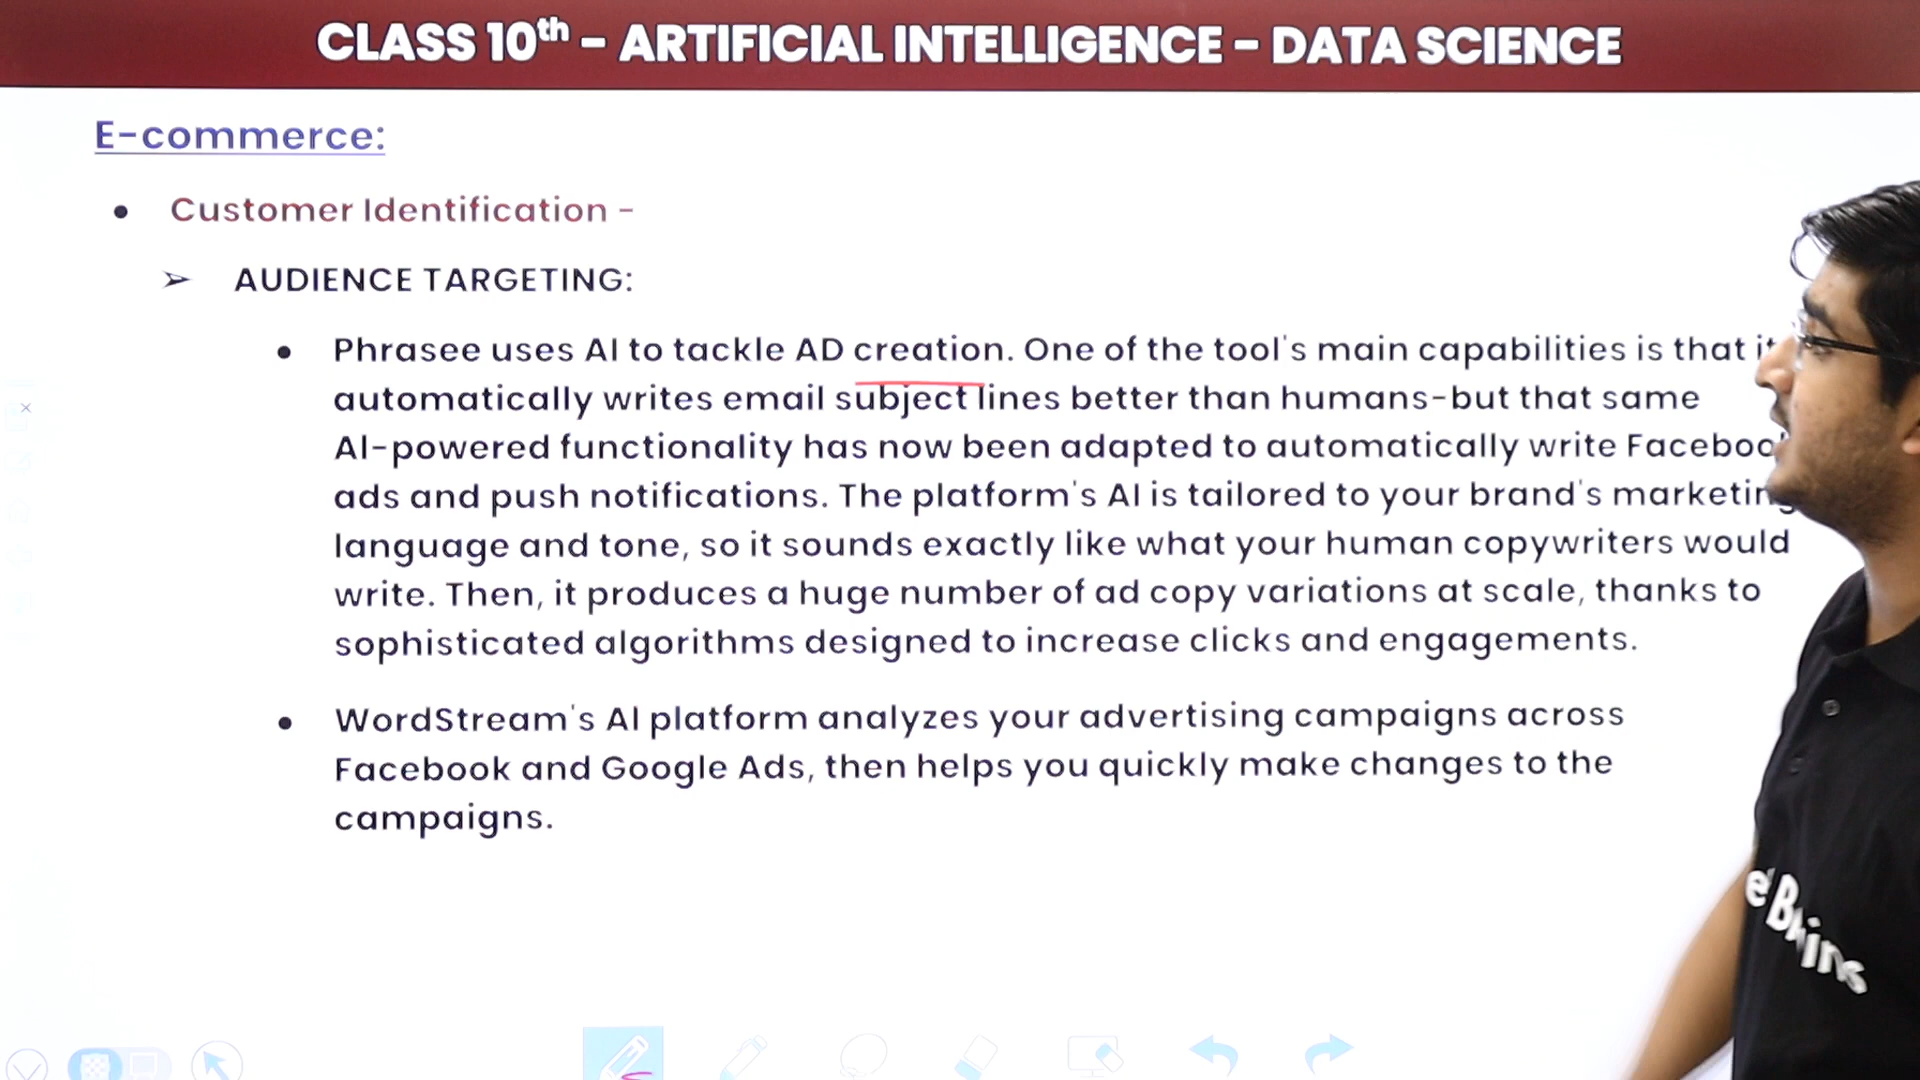 CLASS 10th - ARTIFICIAL INTELLIGENCE - DATA SCIENCE
E-commerce:
• Customer Identification -
➢ AUDIENCE TARGETING:
• Phrasee uses AI to tackle AD creation. One of the tool's main capabilities is that it
automatically writes email subject lines better than humans-but that same
AI-powered functionality has now been adapted to automatically write
ads and push notifications. The platform's AI is tailored to your brand's
language and tone, so it sounds exactly like what your human copywriters would
write. Then, it produces a huge number of ad copy variations at scale, thanks to
sophisticated algorithms designed to increase clicks and engagements.
• WordStream's AI platform analyzes your advertising campaigns across
Facebook and Google Ads, then helps you quickly make changes to the
campaigns.